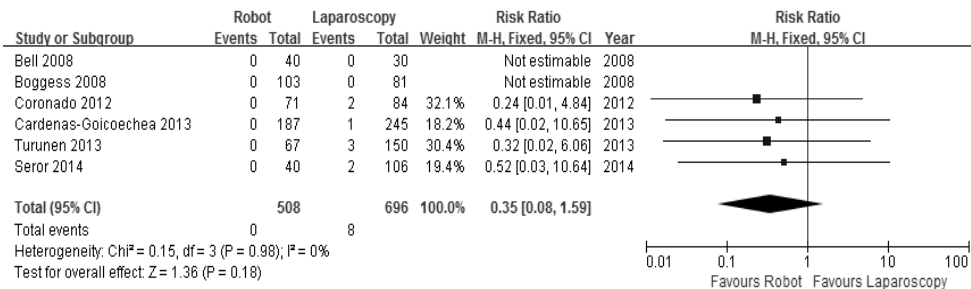 Robot Laparoscopy Risk Ratio Risk Ratio
Study or Subgroup Events Total Events Total Weight M-H, Fixed, 95% CI Year M-H, Fixed, 95% CI
Bell 2008 0 40 0 30 Not estimable 2008
Boggess 2008 0 103 0 81 Not estimable 2008
Coronado 2012 0 71 2 84 32.1% 0.24 [0.01, 4.84] 2012
Cardenas-Goicoechea 2013 0 187 1 245 18.2% 0.44 [0.02, 10.65] 2013
Turunen 2013 0 67 3 150 30.4% 0.32 [0.02, 6.06] 2013
Seror 2014 0 40 2 106 19.4% 0.52 [0.03, 10.64] 2014
Total (95% CI) 508 696 100.0% 0.35 [0.08, 1.59]
Total events 0 8
Heterogeneity: Chi² = 0.15, df = 3 (P = 0.98); I² = 0%
Test for overall effect: Z = 1.36 (P = 0.18)
0.01 0.1 1 10 100
Favours Robot Favours Laparoscopy